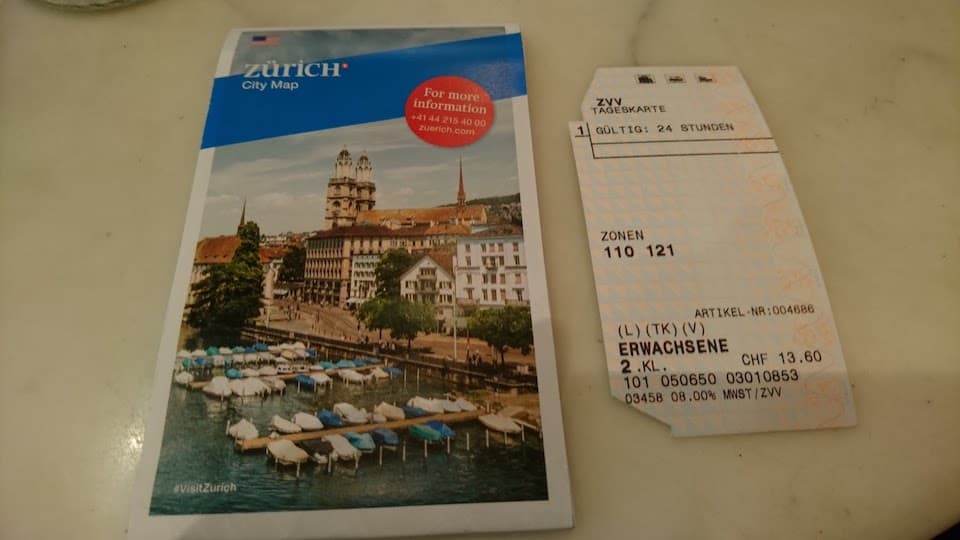 zürich
City Map
For more
information
+41 44 215 40 00
zuerich.com
#VisitZurich
ZVV
TAGESKARTE
1 GÜLTIG: 24 STUNDEN
ZONEN
110 121
ARTIKEL-NR:004686
(L)(TK)(V)
ERWACHSENE
2.KL. CHF 13.60
101 050650 03010853
03458 08.00% MWST/ZVV